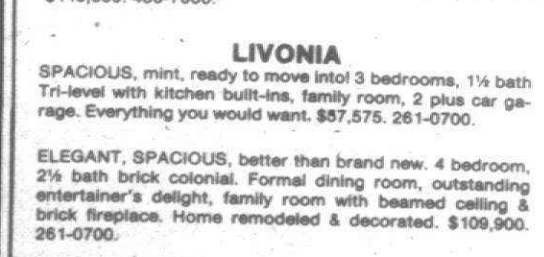 LIVONIA
SPACIOUS, mint, ready to move into! 3 bedrooms, 1½ bath
Tri-level with kitchen built-ins, family room, 2 plus car ga-
rage. Everything you would want. $57,575. 261-0700.
ELEGANT, SPACIOUS, better than brand new. 4 bedroom,
2½ bath brick colonial. Formal dining room, outstanding
entertainer's delight, family room with beamed ceiling &
brick fireplace. Home remodeled & decorated. $109,900.
261-0700.